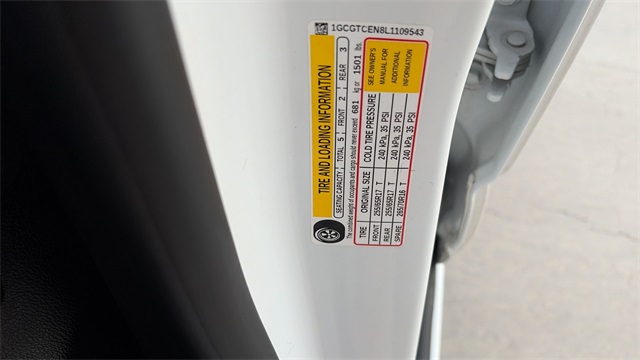 1GCGTCEN8L1109543
TIRE AND LOADING INFORMATION
SEATING CAPACITY TOTAL 5 FRONT 2 REAR 3
The combined weight of occupants and cargo should never exceed 681 kg or 1501 lbs.
TIRE ORIGINAL SIZE COLD TIRE PRESSURE SEE OWNER'S
FRONT 255/65R17 T 240 kPa, 35 PSI MANUAL FOR
REAR 255/65R17 T 240 kPa, 35 PSI ADDITIONAL
SPARE 265/70R16 T 240 kPa, 35 PSI INFORMATION